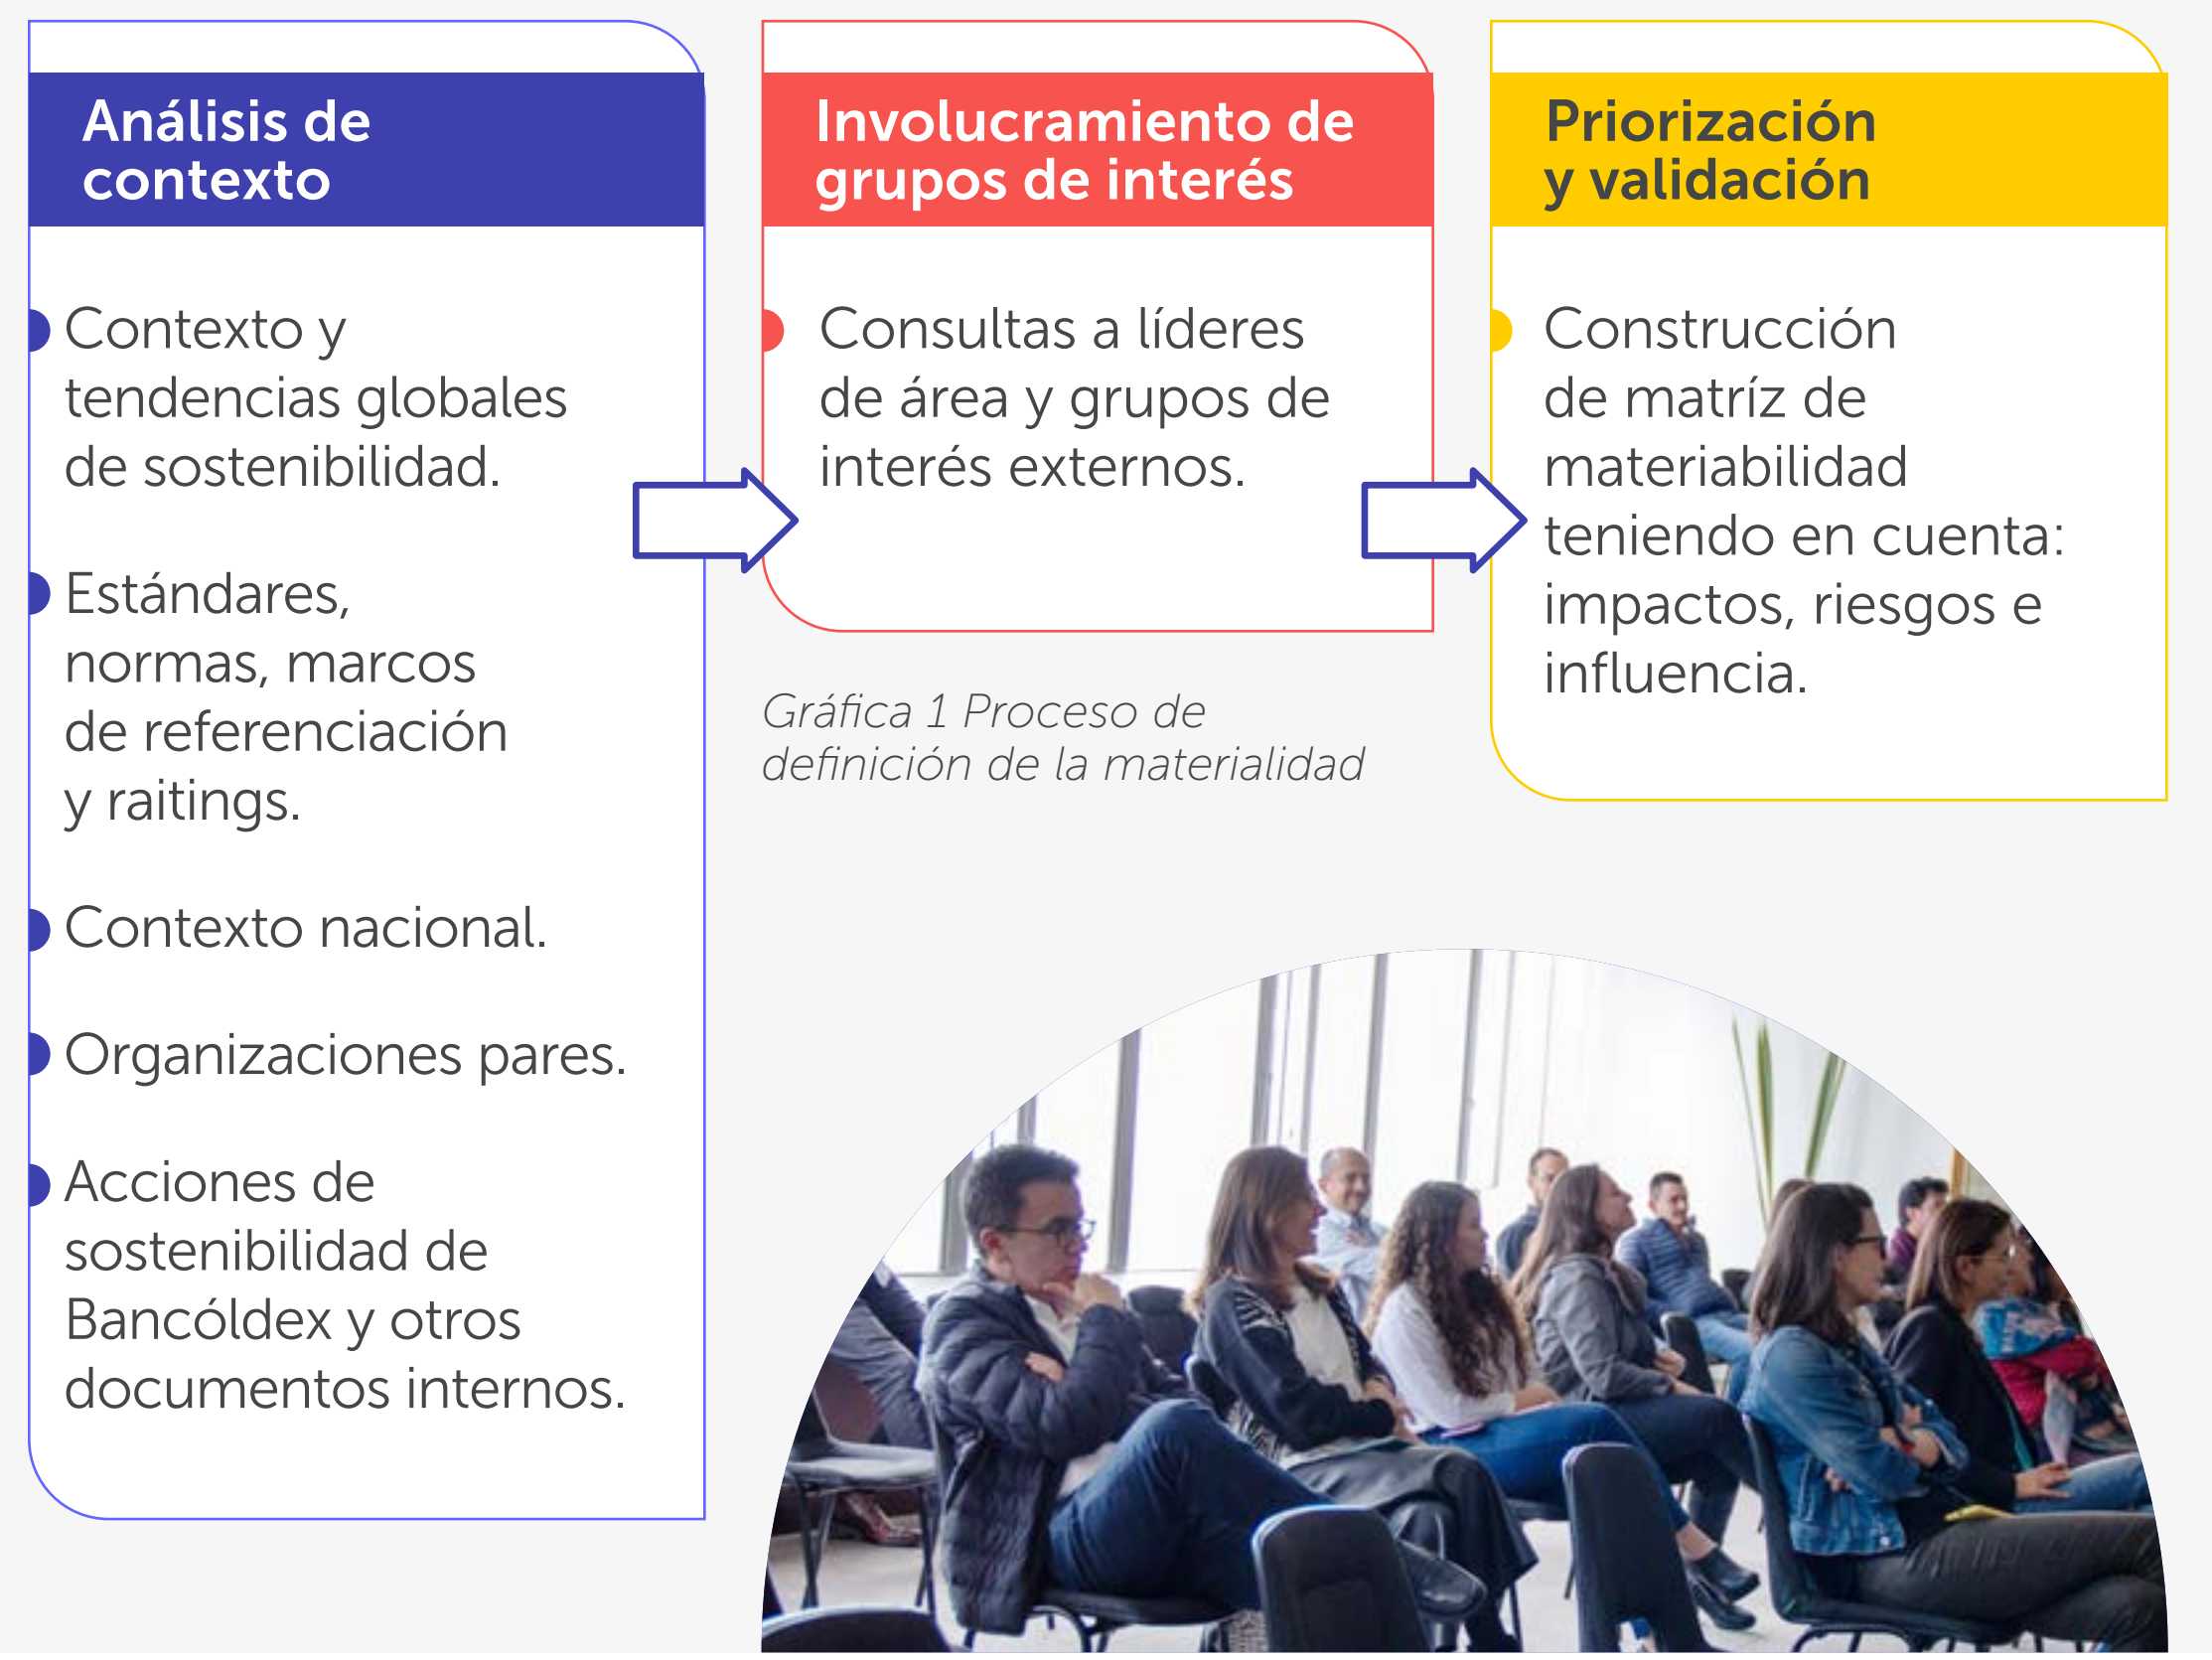 Análisis de
contexto
Contexto y
tendencias globales
de sostenibilidad.
Estándares,
normas, marcos
de referenciación
y raitings.
Contexto nacional.
Organizaciones pares.
Acciones de
sostenibilidad de
Bancóldex y otros
documentos internos.
Involucramiento de
grupos de interés
Consultas a líderes
de área y grupos de
interés externos.
Gráfica 1 Proceso de
definición de la materialidad
Priorización
y validación
Construcción
de matríz de
materiabilidad
teniendo en cuenta:
impactos, riesgos e
influencia.